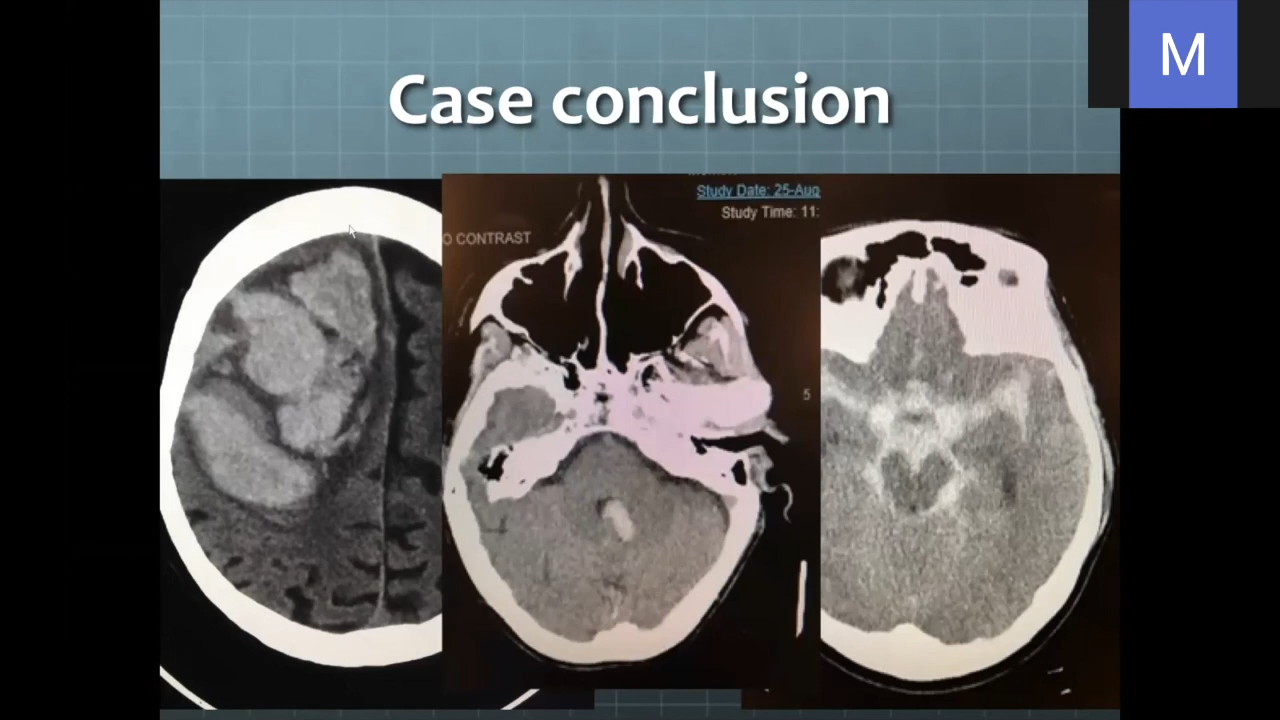 M
Case conclusion
Study Date: 25-Aug
Study Time: 11:
O CONTRAST
5